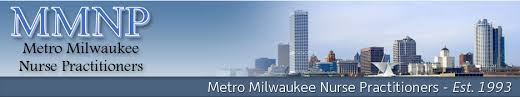 MMNP
Metro Milwaukee
Nurse Practitioners
Metro Milwaukee Nurse Practitioners - Est. 1993